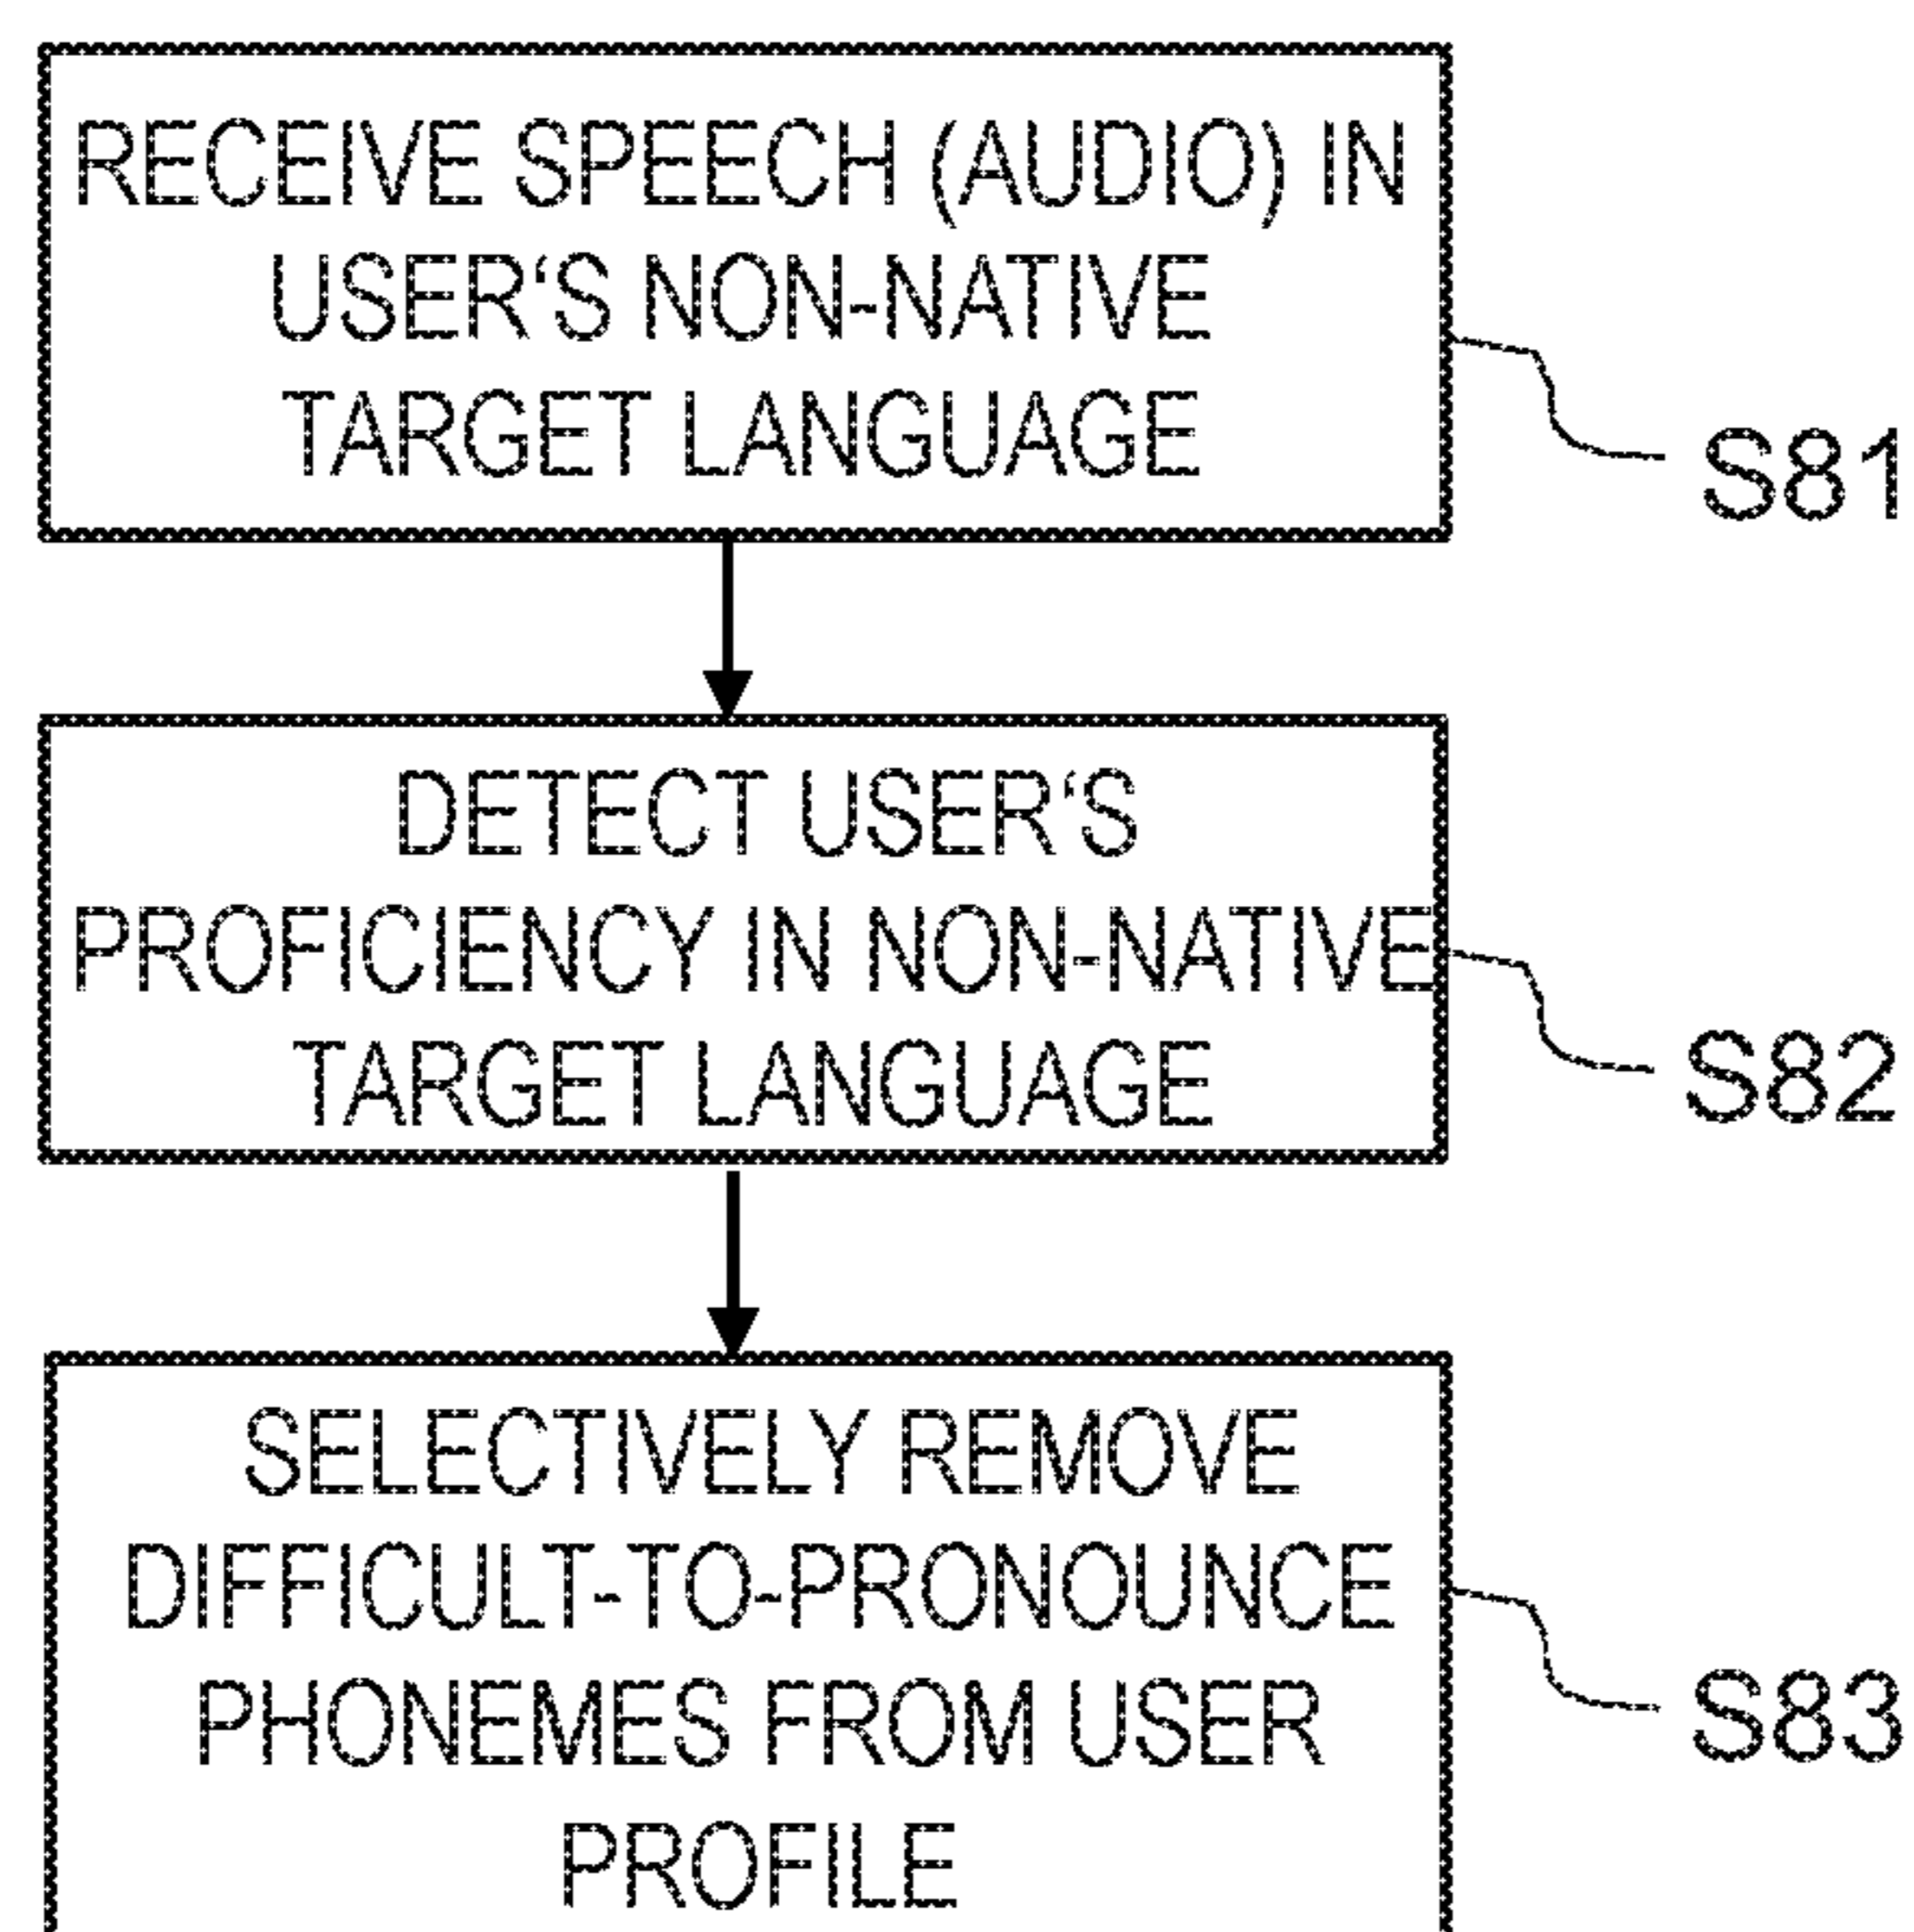 RECEIVE SPEECH (AUDIO) IN
USER‘S NON-NATIVE
TARGET LANGUAGE
S81
DETECT USER‘S
PROFICIENCY IN NON-NATIVE
TARGET LANGUAGE
S82
SELECTIVELY REMOVE
DIFFICULT-TO-PRONOUNCE
PHONEMES FROM USER
PROFILE
S83